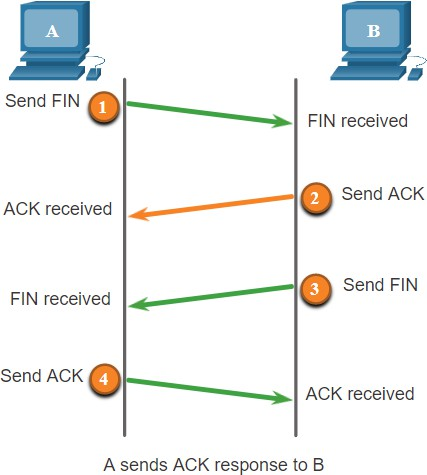 A
B
Send FIN
1
FIN received
2
Send ACK
ACK received
3
Send FIN
FIN received
Send ACK
4
ACK received
A sends ACK response to B